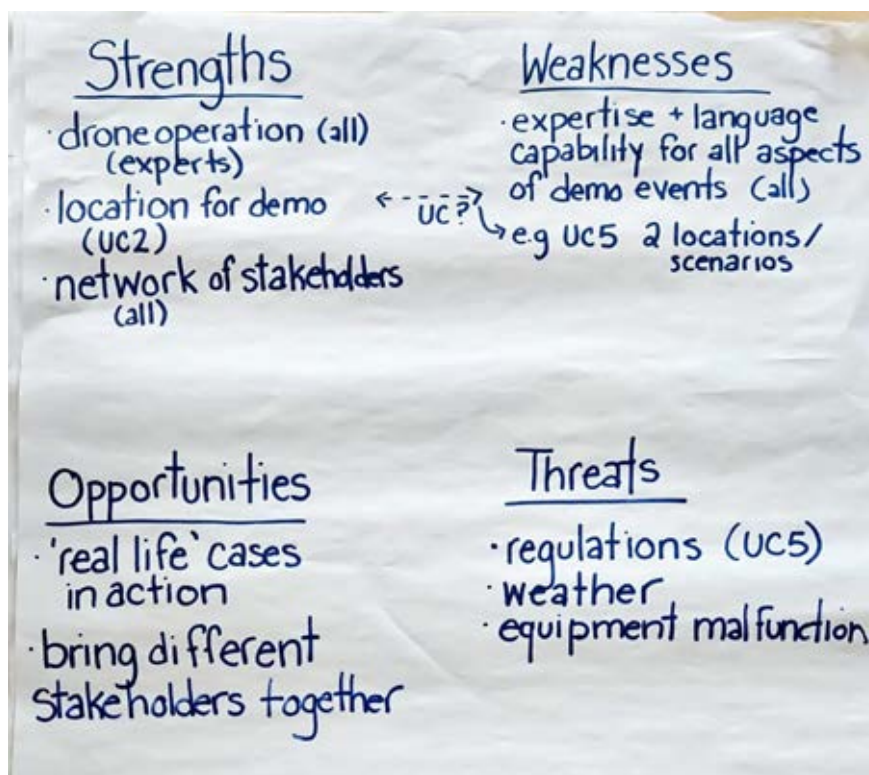 Strengths
· drone operation (all)
(experts)
· location for demo
(UC2)
· network of stakeholders
(all)
UC?
Weaknesses
· expertise + language
capability for all aspects
of demo events (all)
e.g UC5 2 locations/
scenarios
Opportunities
· 'real life' cases
in action
· bring different
stakeholders together
Threats
· regulations (UC5)
· weather
· equipment malfunction